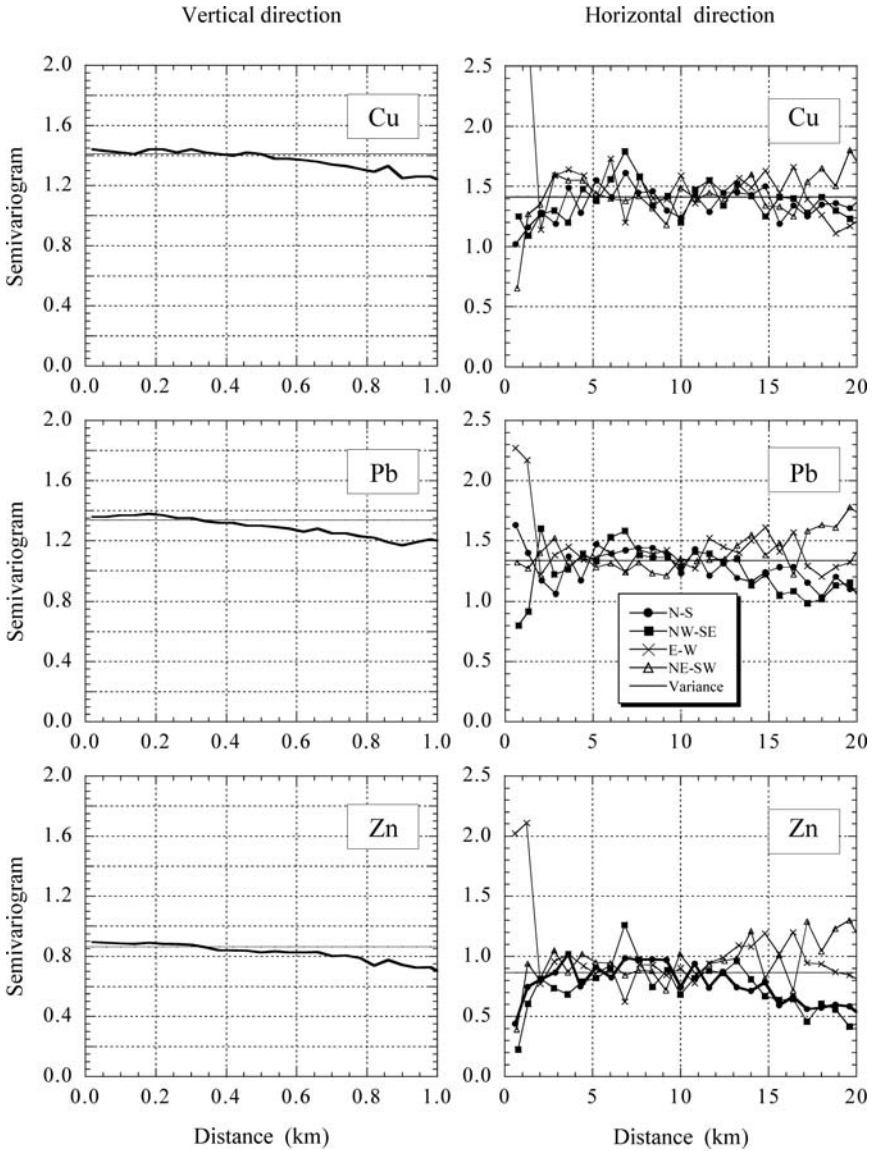 Vertical direction
Horizontal direction
Semivariogram
2.0
1.6
1.2
0.8
0.4
0.0
Cu
0.0 0.2 0.4 0.6 0.8 1.0
2.5
2.0
1.5
1.0
0.5
0.0
Cu
0 5 10 15 20
Semivariogram
2.0
1.6
1.2
0.8
0.4
0.0
Pb
0.0 0.2 0.4 0.6 0.8 1.0
2.5
2.0
1.5
1.0
0.5
0.0
Pb
N-S
NW-SE
E-W
NE-SW
Variance
0 5 10 15 20
Semivariogram
2.0
1.6
1.2
0.8
0.4
0.0
Zn
0.0 0.2 0.4 0.6 0.8 1.0
Distance (km)
2.5
2.0
1.5
1.0
0.5
0.0
Zn
0 5 10 15 20
Distance (km)